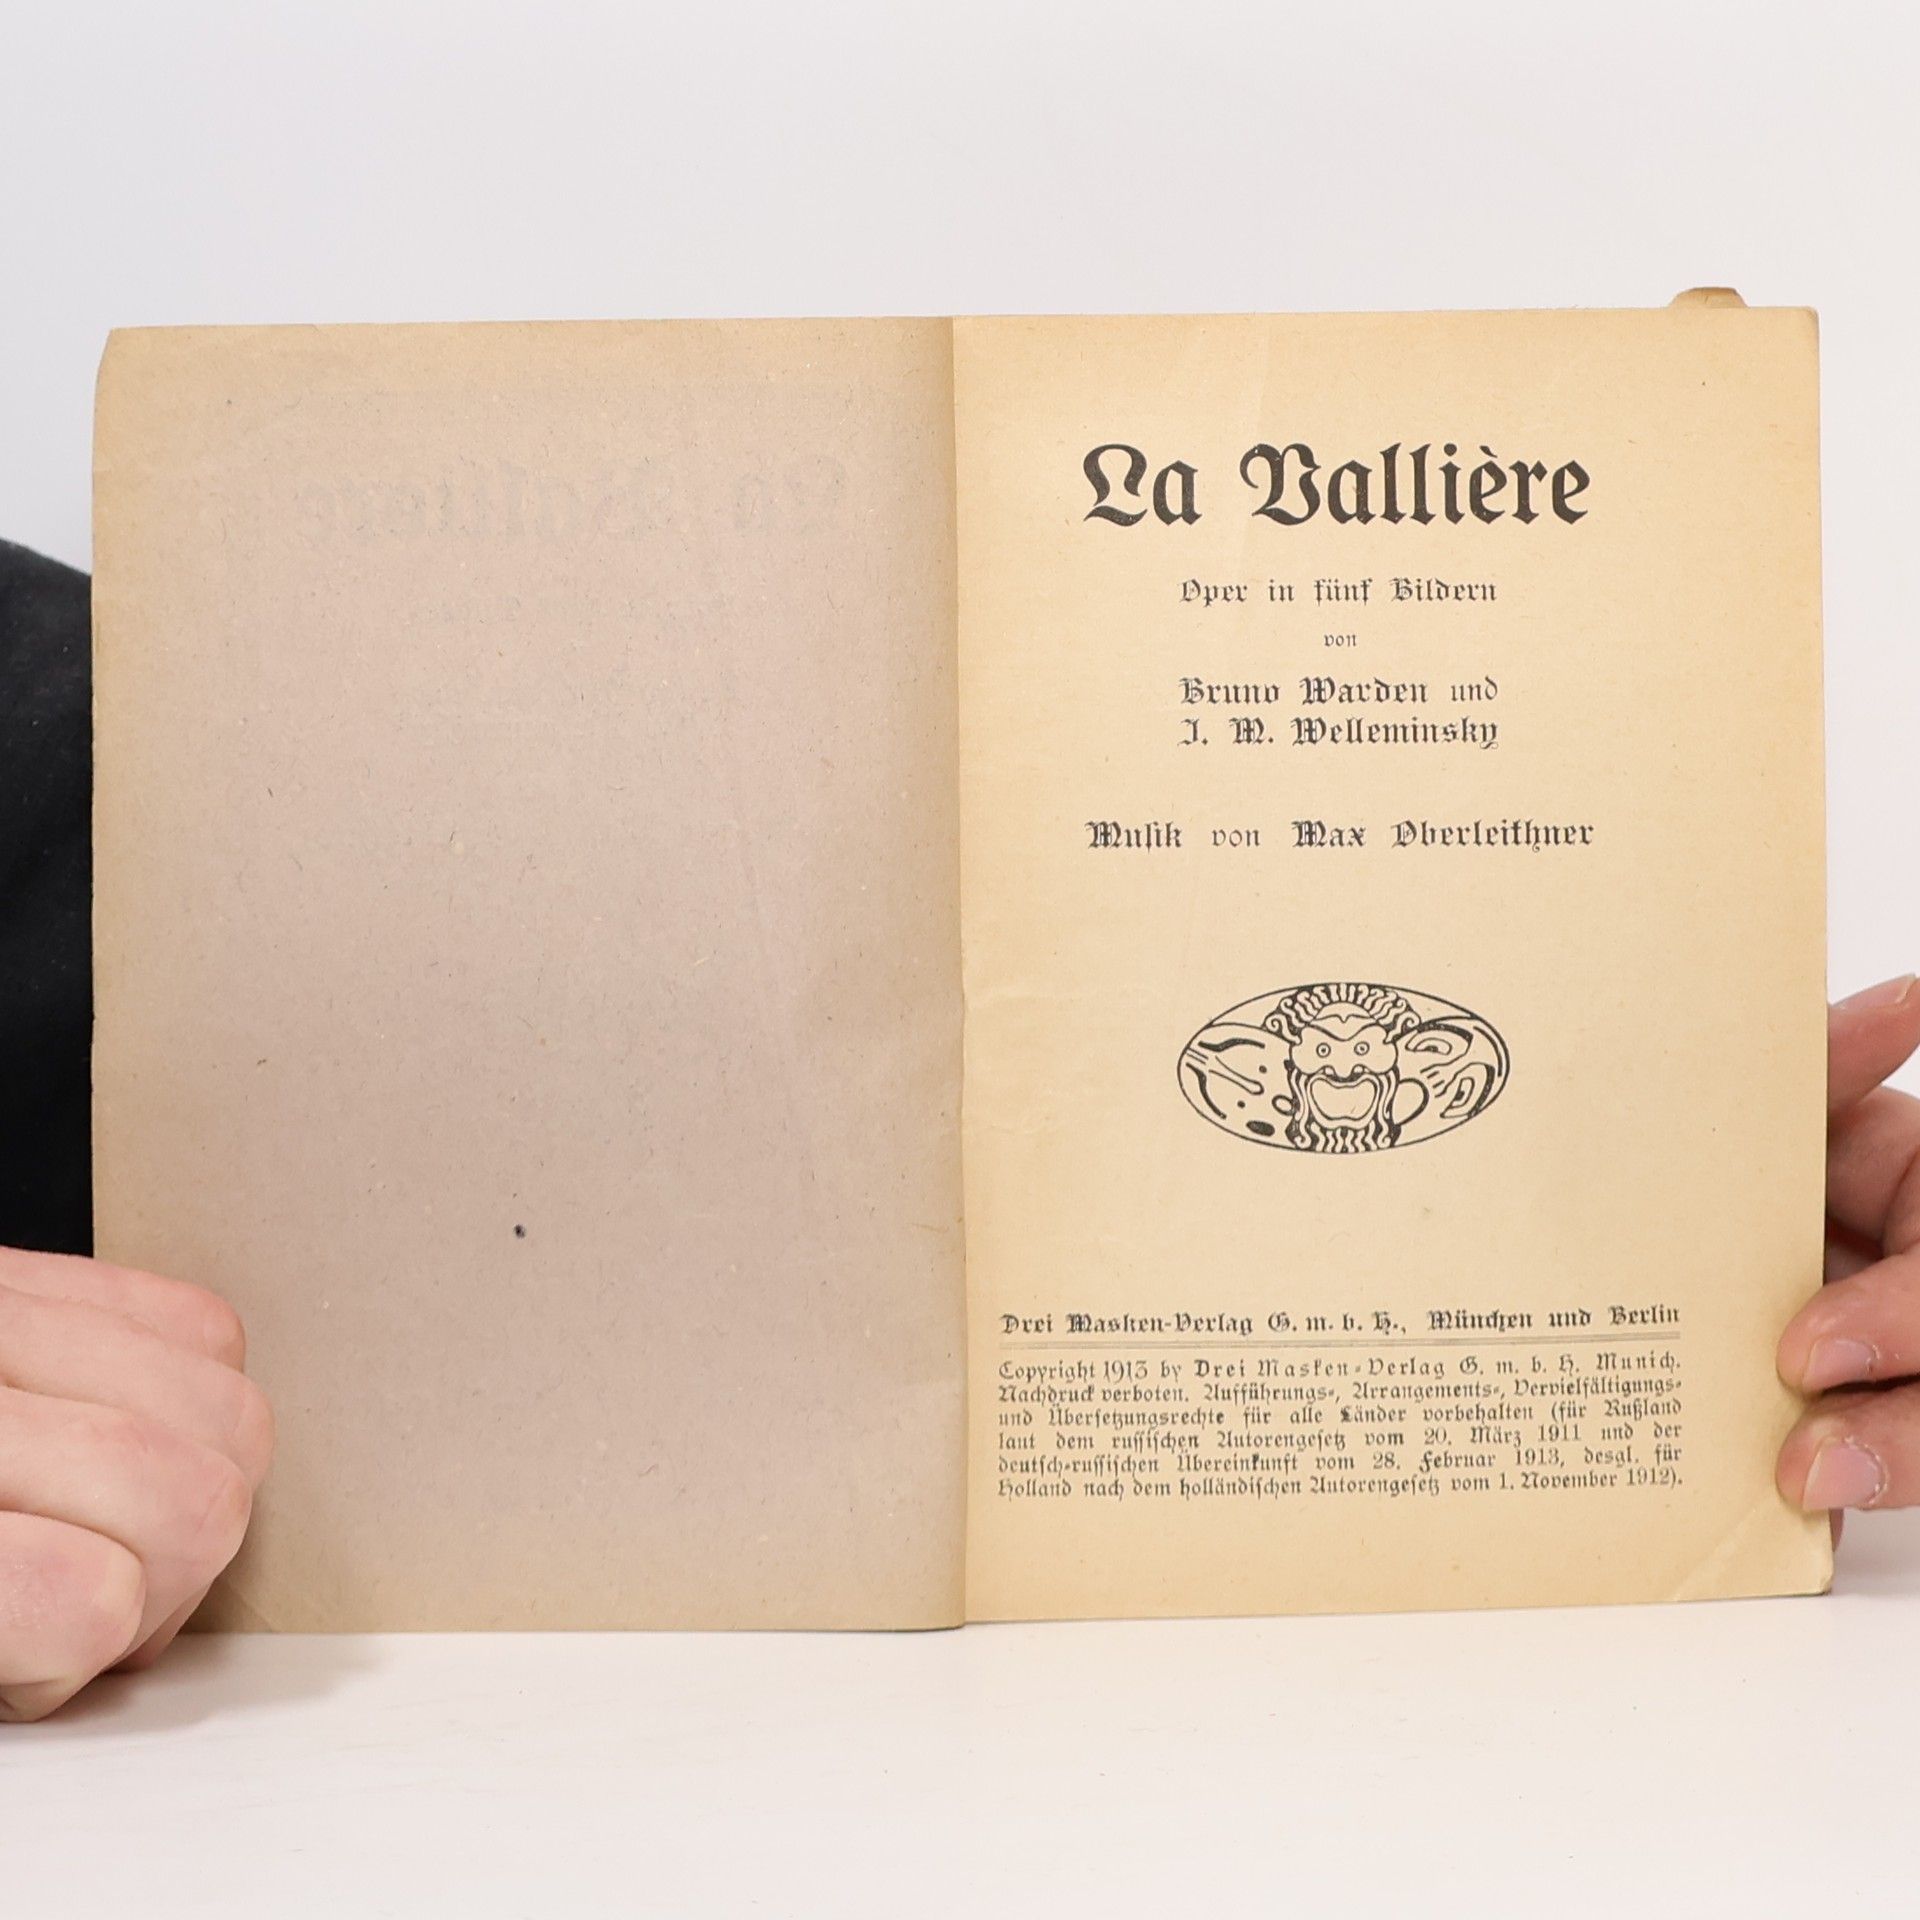 La Vallière
Oper in fünf Bildern
von
Bruno Warden und
J. M. Welleminsky
Musik von Max Oberleithner
Drei Masken-Verlag G. m. b. H., München und Berlin
Copyright 1913 by Drei Masken-Verlag G. m. b. H. Munich.
Nachdruck verboten. Aufführungs-, Arrangements-, Vervielfältigungs-
und Übersetzungsrechte für alle Länder vorbehalten (für Rußland
laut dem russischen Autorengesetz vom 20. März 1911 und der
deutsch-russischen Übereinkunft vom 28. Februar 1913, desgl. für
Holland nach dem holländischen Autorengesetz vom 1. November 1912).